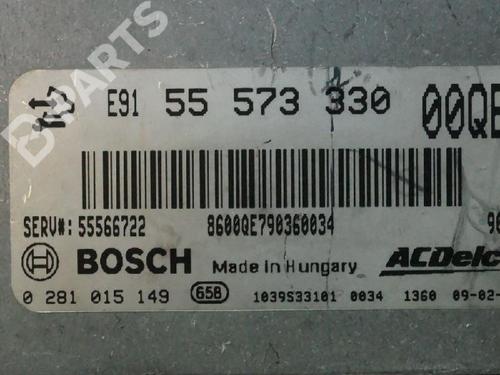 B PARTS
E91 55 573 330 00QE
SERV#: 55566722 8600QE790360034
BOSCH Made in Hungary ACDelc
0 281 015 149 658 1039S33101 0034 1360 09-02-